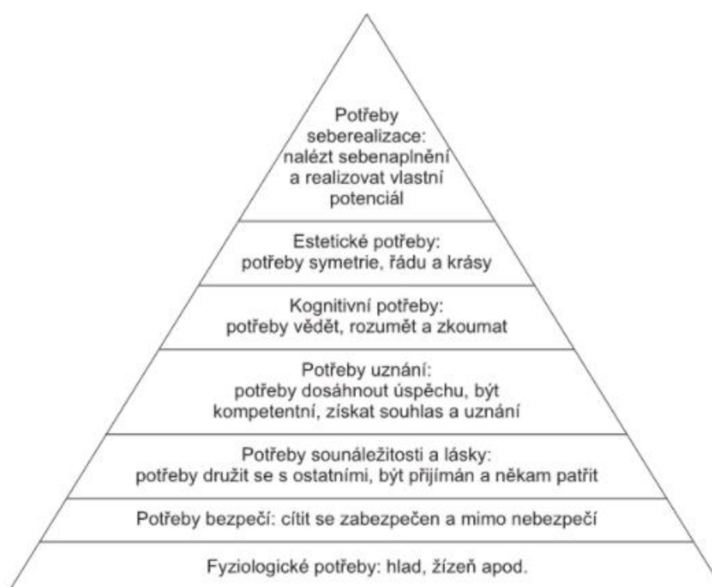 Potřeby
seberealizace:
nalézt sebenaplnění
a realizovat vlastní
potenciál
Estetické potřeby:
potřeby symetrie, řádu a krásy
Kognitivní potřeby:
potřeby vědět, rozumět a zkoumat
Potřeby uznání:
potřeby dosáhnout úspěchu, být
kompetentní, získat souhlas a uznání
Potřeby sounáležitosti a lásky:
potřeby družit se s ostatními, být přijímán a někam patřit
Potřeby bezpečí: cítit se zabezpečen a mimo nebezpečí
Fyziologické potřeby: hlad, žízeň apod.